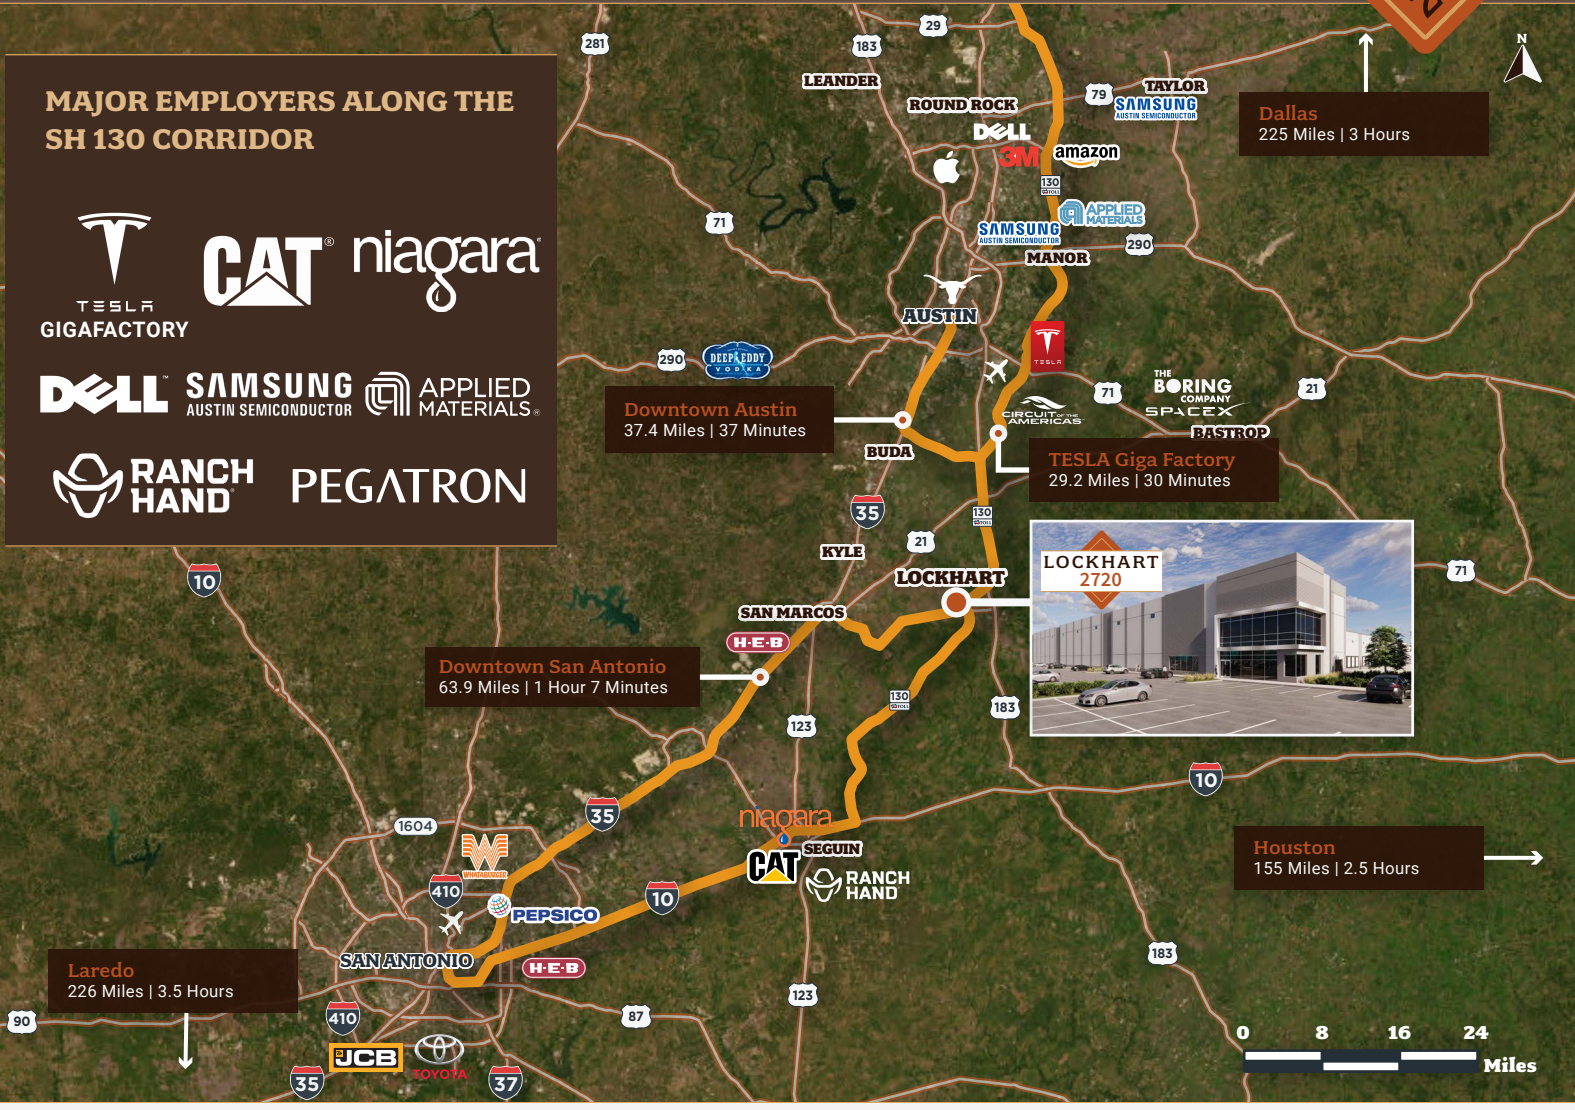 MAJOR EMPLOYERS ALONG THE
SH 130 CORRIDOR
TESLA
GIGAFACTORY
CAT®
niagara
DELL™
SAMSUNG
AUSTIN SEMICONDUCTOR
APPLIED
MATERIALS®
RANCH
HAND
PEGATRON
281
29
183
LEANDER
ROUND ROCK
79
TAYLOR
SAMSUNG
AUSTIN SEMICONDUCTOR
N
Dallas
225 Miles | 3 Hours
DELL
3M
amazon
130
TOLL
71
APPLIED
MATERIALS
SAMSUNG
AUSTIN SEMICONDUCTOR
290
MANOR
AUSTIN
TESLA
290
DEEP EDDY
VODKA
71
THE
BORING
COMPANY
SPACEX
21
Downtown Austin
37.4 Miles | 37 Minutes
CIRCUIT OF THE
AMERICAS
BASTROP
BUDA
TESLA Giga Factory
29.2 Miles | 30 Minutes
35
130
TOLL
21
KYLE
10
LOCKHART
LOCKHART
2720
71
SAN MARCOS
H-E-B
Downtown San Antonio
63.9 Miles | 1 Hour 7 Minutes
130
TOLL
183
123
10
35
niagara
1604
SEGUIN
CAT
RANCH
HAND
Houston
155 Miles | 2.5 Hours
W
WHATABURGER
410
10
PEPSICO
SAN ANTONIO
H-E-B
183
Laredo
226 Miles | 3.5 Hours
123
90
410
87
0 8 16 24
Miles
JCB
TOYOTA
35
37